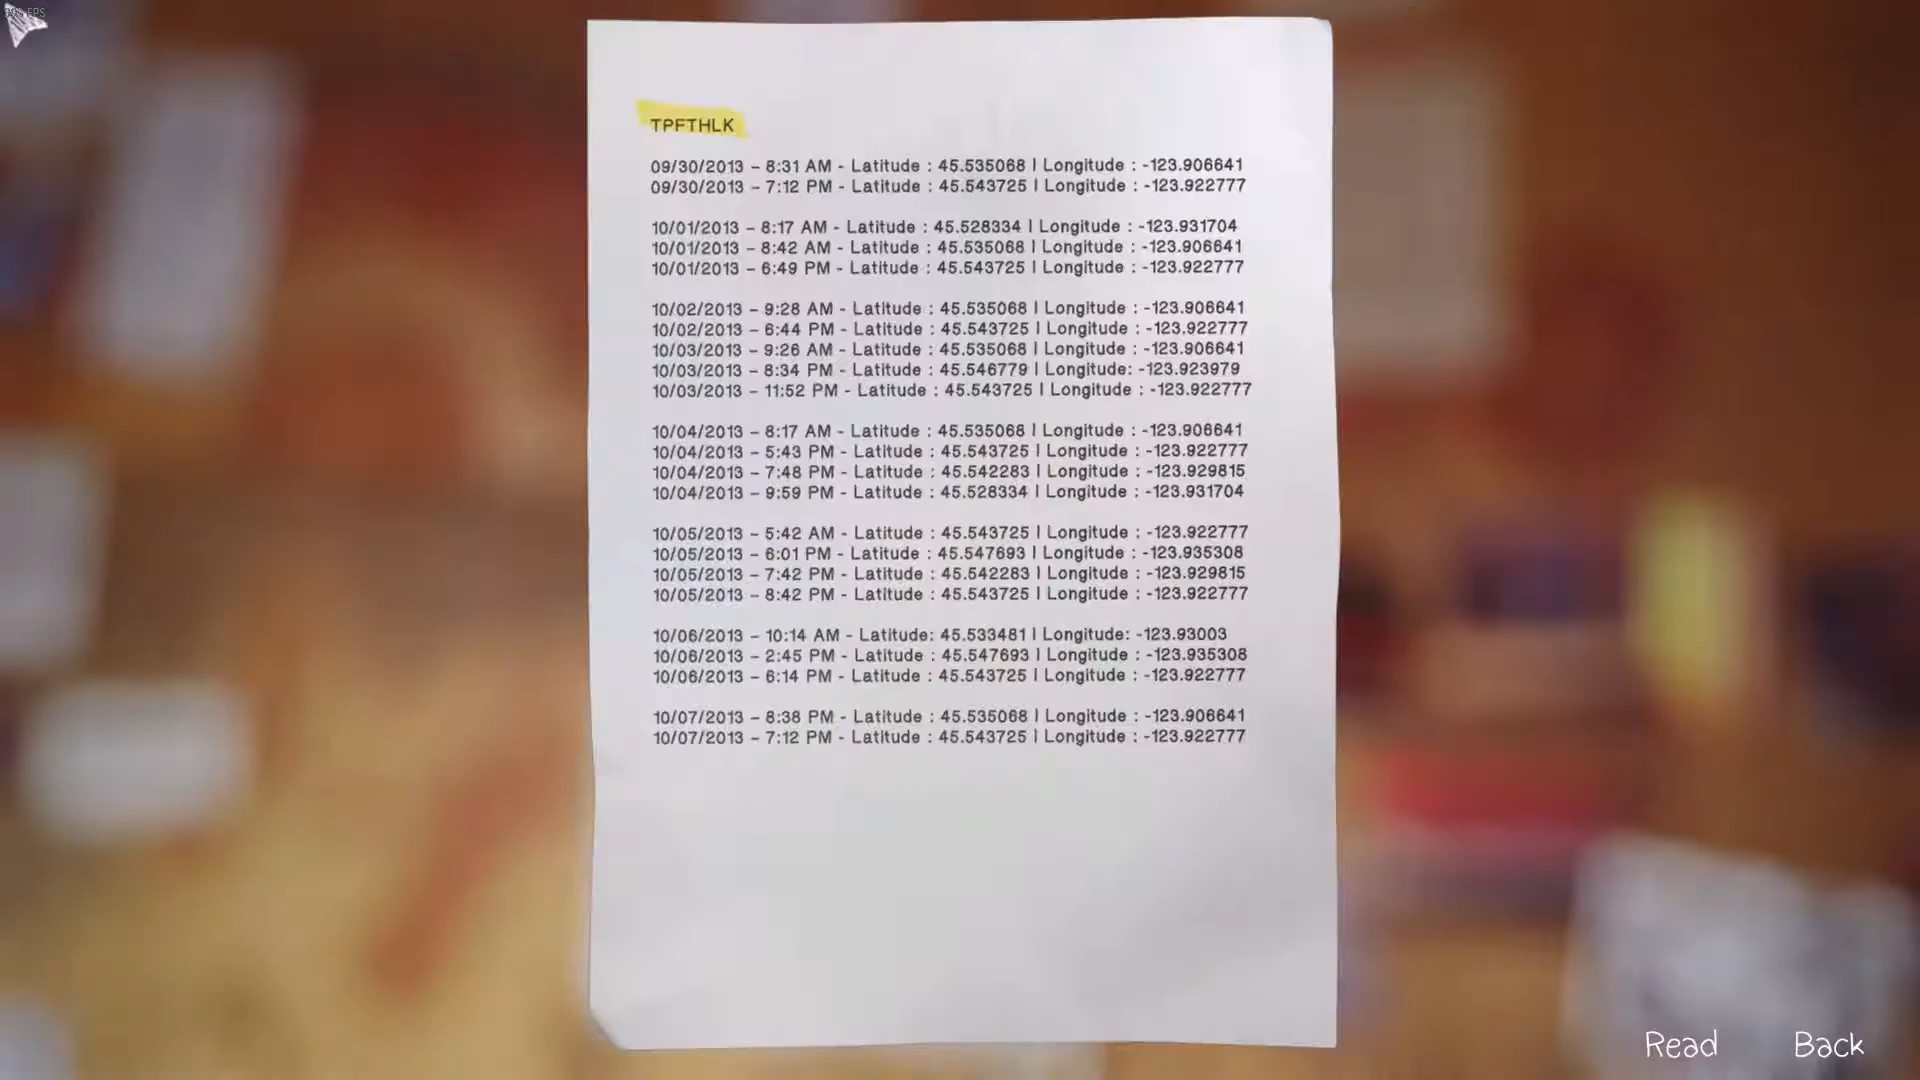 TPFTHLK
09/30/2013 – 8:31 AM - Latitude : 45.535068 | Longitude : -123.906641
09/30/2013 – 7:12 PM - Latitude : 45.543725 | Longitude : -123.922777
10/01/2013 – 8:17 AM - Latitude : 45.528334 | Longitude : -123.931704
10/01/2013 – 8:42 AM - Latitude : 45.535068 | Longitude : -123.906641
10/01/2013 – 6:49 PM - Latitude : 45.543725 | Longitude : -123.922777
10/02/2013 – 9:28 AM - Latitude : 45.535068 | Longitude : -123.906641
10/02/2013 – 6:44 PM - Latitude : 45.543725 | Longitude : -123.922777
10/03/2013 – 9:26 AM - Latitude : 45.535068 | Longitude : -123.906641
10/03/2013 – 8:34 PM - Latitude : 45.546779 | Longitude: -123.923979
10/03/2013 – 11:52 PM - Latitude : 45.543725 | Longitude : -123.922777
10/04/2013 – 8:17 AM - Latitude : 45.535068 | Longitude : -123.906641
10/04/2013 – 5:43 PM - Latitude : 45.543725 | Longitude : -123.922777
10/04/2013 – 7:48 PM - Latitude : 45.542283 | Longitude : -123.929815
10/04/2013 – 9:59 PM - Latitude : 45.528334 | Longitude : -123.931704
10/05/2013 – 5:42 AM - Latitude : 45.543725 | Longitude : -123.922777
10/05/2013 – 6:01 PM - Latitude : 45.547693 | Longitude : -123.935308
10/05/2013 – 7:42 PM - Latitude : 45.542283 | Longitude : -123.929815
10/05/2013 – 8:42 PM - Latitude : 45.543725 | Longitude : -123.922777
10/06/2013 – 10:14 AM - Latitude: 45.533481 | Longitude: -123.93003
10/06/2013 – 2:45 PM - Latitude : 45.547693 | Longitude : -123.935308
10/06/2013 – 6:14 PM - Latitude : 45.543725 | Longitude : -123.922777
10/07/2013 – 8:38 PM - Latitude : 45.535068 | Longitude : -123.906641
10/07/2013 – 7:12 PM - Latitude : 45.543725 | Longitude : -123.922777
Read Back